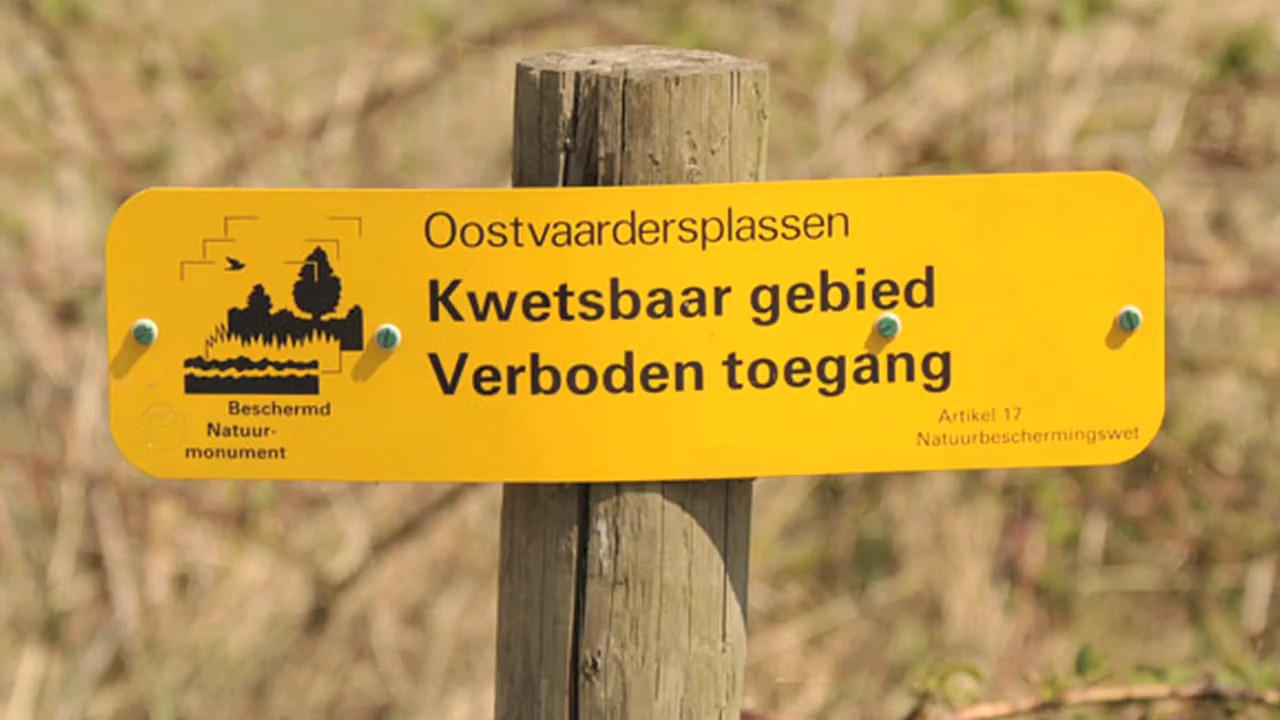 Oostvaardersplassen
Kwetsbaar gebied
Verboden toegang
Beschermd
Natuur-
monument
Artikel 17
Natuurbeschermingswet